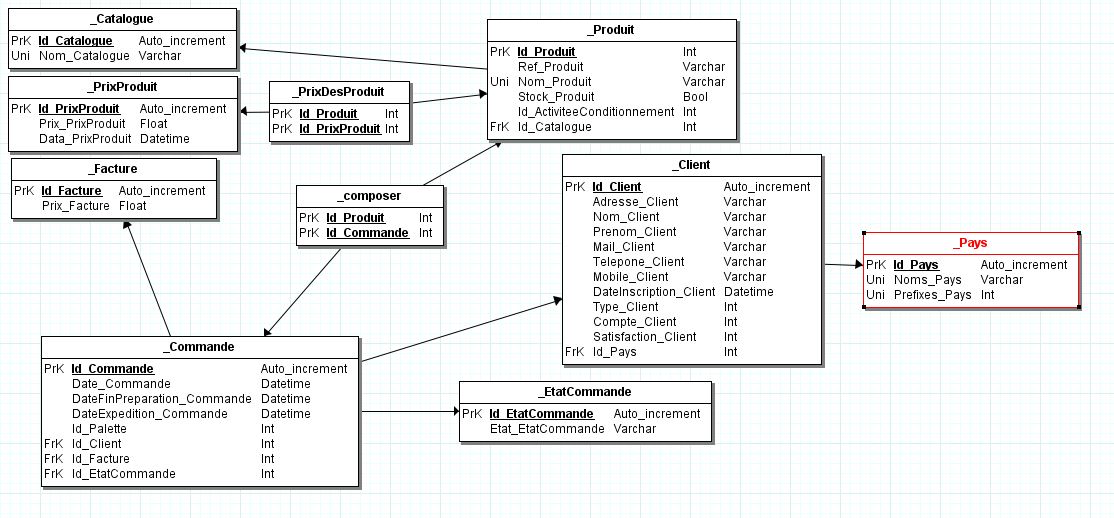 _Catalogue
PrK Id_Catalogue Auto_increment
Uni Nom_Catalogue Varchar
_PrixProduit
PrK Id_PrixProduit Auto_increment
Prix_PrixProduit Float
Data_PrixProduit Datetime
_Facture
PrK Id_Facture Auto_increment
Prix_Facture Float
_PrixDesProduit
PrK Id_Produit Int
PrK Id_PrixProduit Int
_Produit
PrK Id_Produit Int
Ref_Produit Varchar
Uni Nom_Produit Varchar
Stock_Produit Bool
Id_ActiviteeConditionnement Int
FrK Id_Catalogue Int
_composer
PrK Id_Produit Int
PrK Id_Commande Int
_Client
PrK Id_Client Auto_increment
Adresse_Client Varchar
Nom_Client Varchar
Prenom_Client Varchar
Mail_Client Varchar
Telepone_Client Varchar
Mobile_Client Varchar
DateInscription_Client Datetime
Type_Client Int
Compte_Client Int
Satisfaction_Client Int
FrK Id_Pays Int
_Pays
PrK Id_Pays Auto_increment
Uni Noms_Pays Varchar
Uni Prefixes_Pays Int
_Commande
PrK Id_Commande Auto_increment
Date_Commande Datetime
DateFinPreparation_Commande Datetime
DateExpedition_Commande Datetime
Id_Palette Int
FrK Id_Client Int
FrK Id_Facture Int
FrK Id_EtatCommande Int
_EtatCommande
PrK Id_EtatCommande Auto_increment
Etat_EtatCommande Varchar